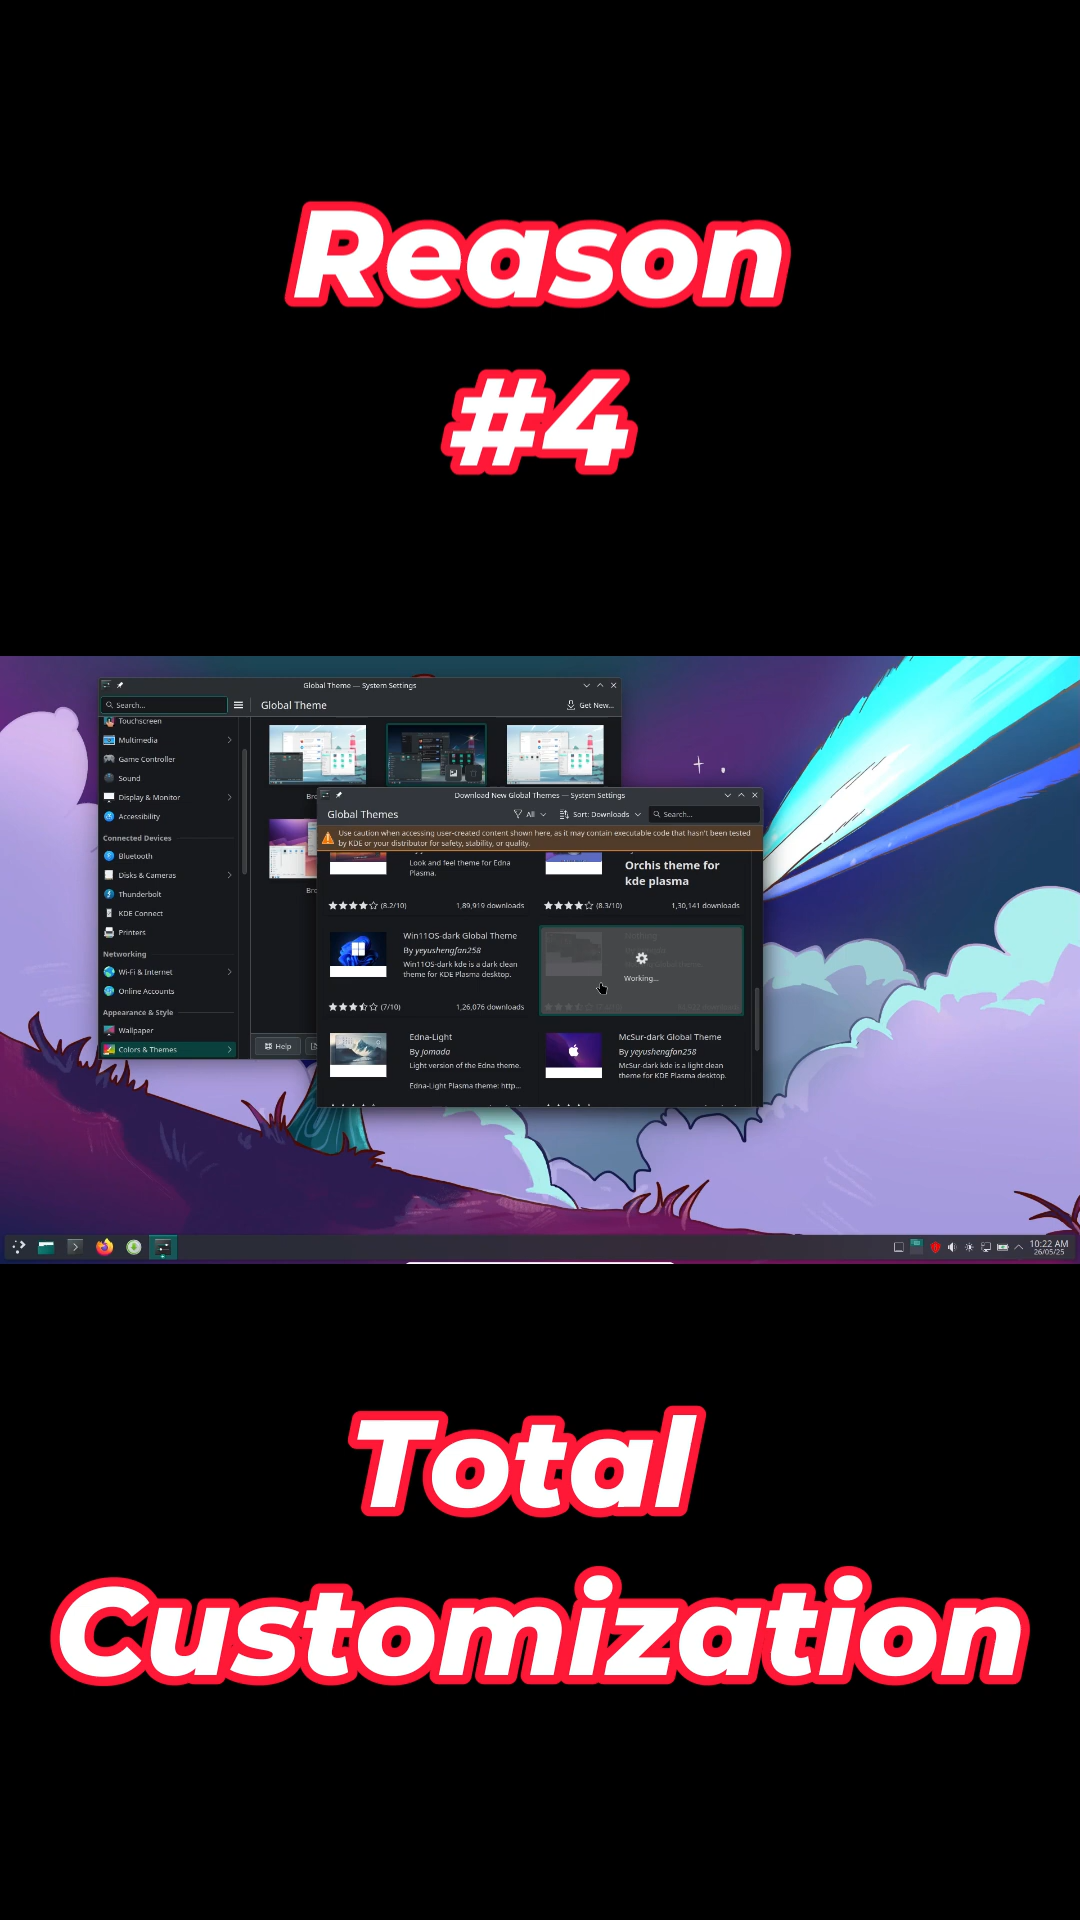 Reason
#4
Global Theme — System Settings
Search...
Global Theme
Get New...
Touchscreen
Multimedia
Game Controller
Sound
Display & Monitor
Accessibility
Connected Devices
Bluetooth
Disks & Cameras
Thunderbolt
KDE Connect
Printers
Networking
Wi-Fi & Internet
Online Accounts
Appearance & Style
Wallpaper
Colors & Themes
Bre
Bre
Help
Download New Global Themes — System Settings
Global Themes
All
Sort: Downloads
Search...
Use caution when accessing user-created content shown here, as it may contain executable code that hasn't been tested
by KDE or your distributor for safety, stability, or quality.
Look and feel theme for Edna
Plasma.
(8.2/10)
1,89,919 downloads
Orchis theme for
kde plasma
(8.3/10)
1,30,141 downloads
Win11OS-dark Global Theme
By yeyushengfan258
Win11OS-dark kde is a dark clean
theme for KDE Plasma desktop.
(7/10)
1,26,076 downloads
Working...
Edna-Light
By jomada
Light version of the Edna theme.
Edna-Light Plasma theme: http...
McSur-dark Global Theme
By yeyushengfan258
McSur-dark kde is a light clean
theme for KDE Plasma desktop.
10:22 AM
26/05/25
Total
Customization